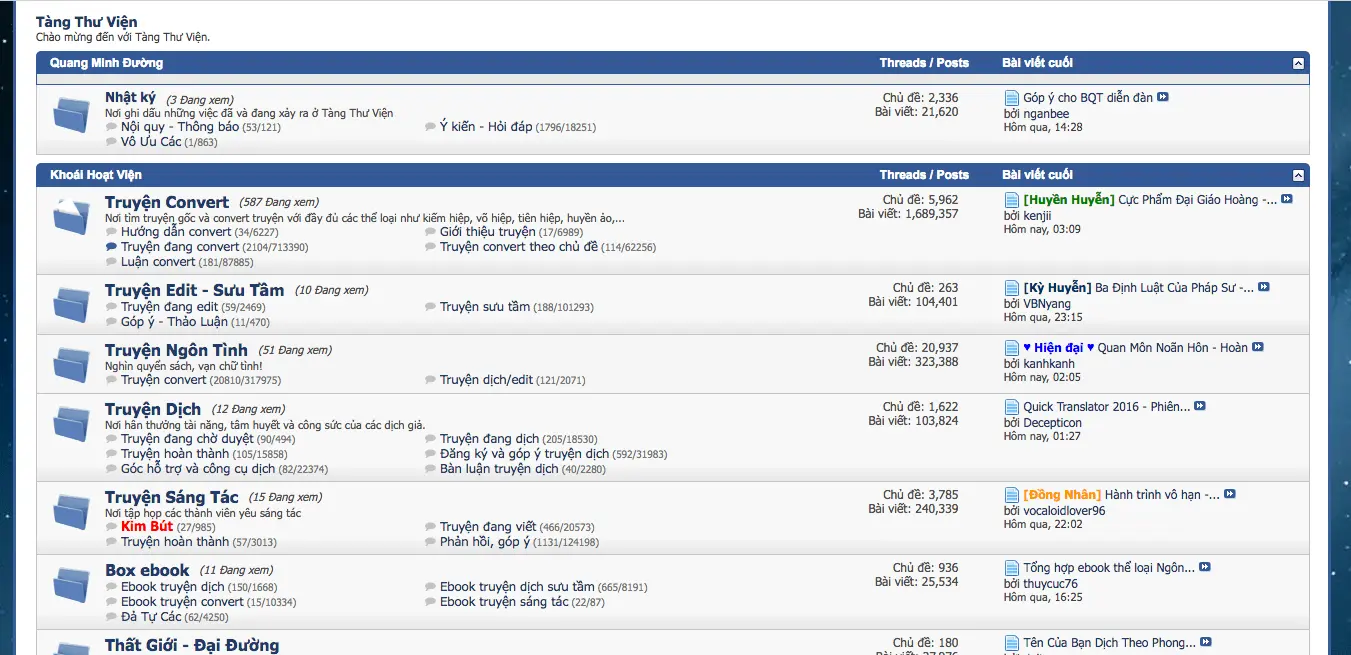 Tàng Thư Viện
Chào mừng đến với Tàng Thư Viện.
Quang Minh Đường Threads / Posts Bài viết cuối
Nhật ký (3 Đang xem) Chủ đề: 2,336 Góp ý cho BQT diễn đàn
Nơi ghi dấu những việc đã và đang xảy ra ở Tàng Thư Viện Bài viết: 21,620 bởi nganbee
Nội quy - Thông báo (53/121) Ý kiến - Hỏi đáp (1796/18251) Hôm qua, 14:28
Vô Ưu Các (1/863)
Khoái Hoạt Viện Threads / Posts Bài viết cuối
Truyện Convert (587 Đang xem) Chủ đề: 5,962 [Huyền Huyễn] Cực Phẩm Đại Giáo Hoàng -...
Nơi tìm truyện gốc và convert truyện với đầy đủ các thể loại như kiếm hiệp, võ hiệp, tiên hiệp, huyền ảo,... Bài viết: 1,689,357 bởi kenjii
Hướng dẫn convert (34/6227) Giới thiệu truyện (17/6989) Hôm nay, 03:09
Truyện đang convert (2104/713390) Truyện convert theo chủ đề (114/62256)
Luận convert (181/87885)
Truyện Edit - Sưu Tầm (10 Đang xem) Chủ đề: 263 [Kỳ Huyễn] Ba Định Luật Của Pháp Sư -...
Truyện đang edit (59/2469) Truyện sưu tầm (188/101293) Bài viết: 104,401 bởi VBNyang
Góp ý - Thảo Luận (11/470) Hôm qua, 23:15
Truyện Ngôn Tình (51 Đang xem) Chủ đề: 20,937 ♥ Hiện đại ♥ Quan Môn Noãn Hôn - Hoàn
Nghìn quyển sách, vạn chữ tình! Bài viết: 323,388 bởi kanhkanh
Truyện convert (20810/317975) Truyện dịch/edit (121/2071) Hôm nay, 02:05
Truyện Dịch (12 Đang xem) Chủ đề: 1,622 Quick Translator 2016 - Phiên...
Nơi hân thưởng tài năng, tâm huyết và công sức của các dịch giả. Bài viết: 103,824 bởi Decepticon
Truyện đang chờ duyệt (90/494) Truyện đang dịch (205/18530) Hôm nay, 01:27
Truyện hoàn thành (105/15858) Đăng ký và góp ý truyện dịch (592/31983)
Góc hỗ trợ và công cụ dịch (82/22374) Bàn luận truyện dịch (40/2280)
Truyện Sáng Tác (15 Đang xem) Chủ đề: 3,785 [Đồng Nhân] Hành trình vô hạn -...
Nơi tập họp các thành viên yêu sáng tác Bài viết: 240,339 bởi vocaloidlover96
Kim Bút (27/985) Truyện đang viết (466/20573) Hôm qua, 22:02
Truyện hoàn thành (57/3013) Phản hồi, góp ý (1131/124198)
Box ebook (11 Đang xem) Chủ đề: 936 Tổng hợp ebook thể loại Ngôn...
Ebook truyện dịch (150/1668) Ebook truyện dịch sưu tầm (665/8191) Bài viết: 25,534 bởi thuycuc76
Ebook truyện convert (15/10334) Ebook truyện sáng tác (22/87) Hôm qua, 16:25
Đả Tự Các (62/4250)
Thất Giới - Đại Đường Chủ đề: 180 Tên Của Bạn Dịch Theo Phong...